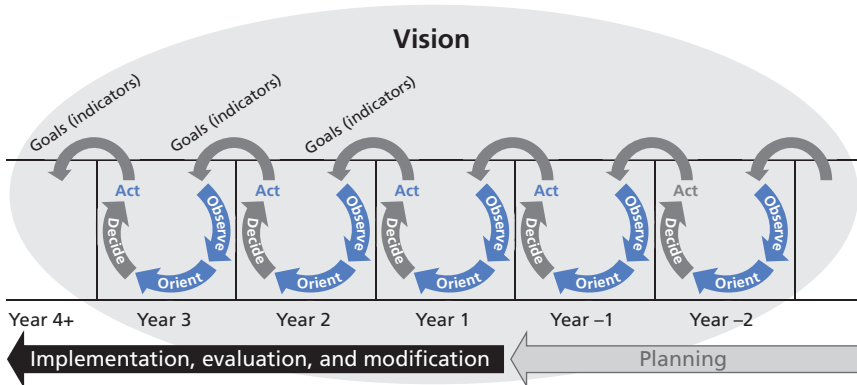 Vision
Goals (indicators)
Goals (indicators)
Goals (indicators)
Act
Observe
Orient
Decide
Act
Observe
Orient
Decide
Act
Observe
Orient
Decide
Act
Observe
Orient
Decide
Act
Observe
Orient
Decide
Year 4+
Year 3
Year 2
Year 1
Year –1
Year –2
Implementation, evaluation, and modification
Planning